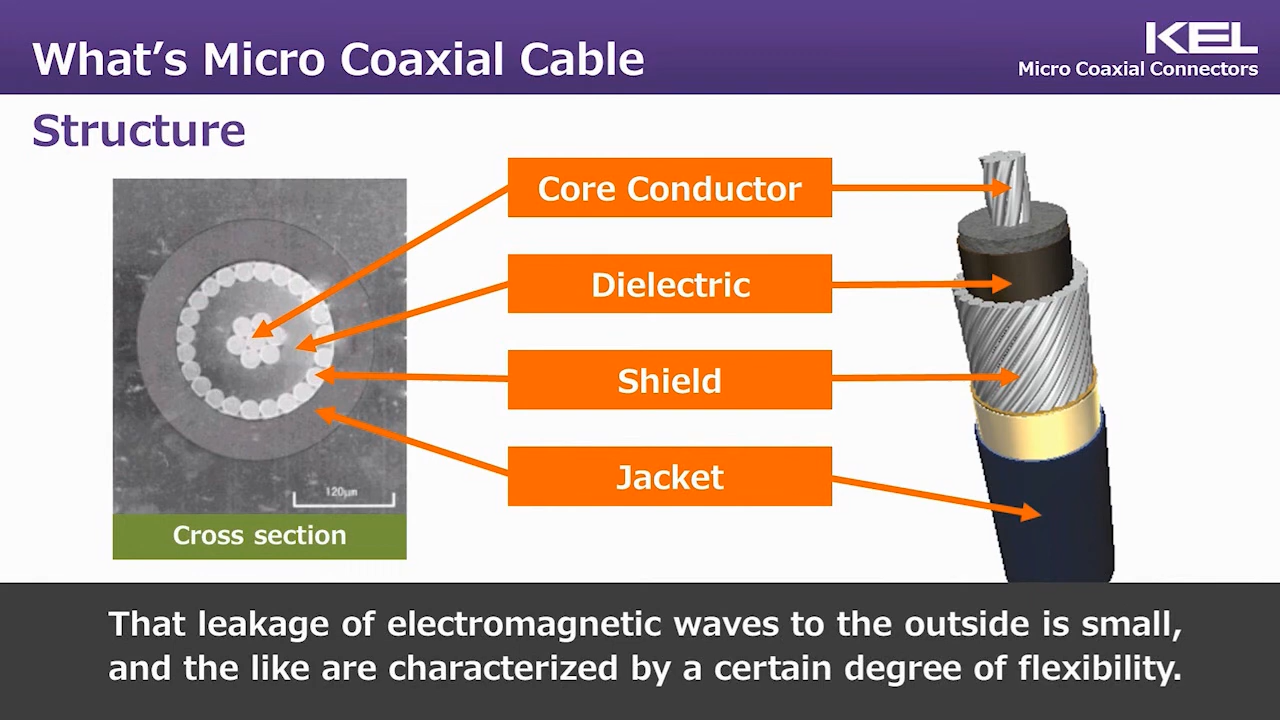 What's Micro Coaxial Cable
KEL
Micro Coaxial Connectors
Structure
Core Conductor
Dielectric
Shield
Jacket
120μm
Cross section
That leakage of electromagnetic waves to the outside is small,
and the like are characterized by a certain degree of flexibility.